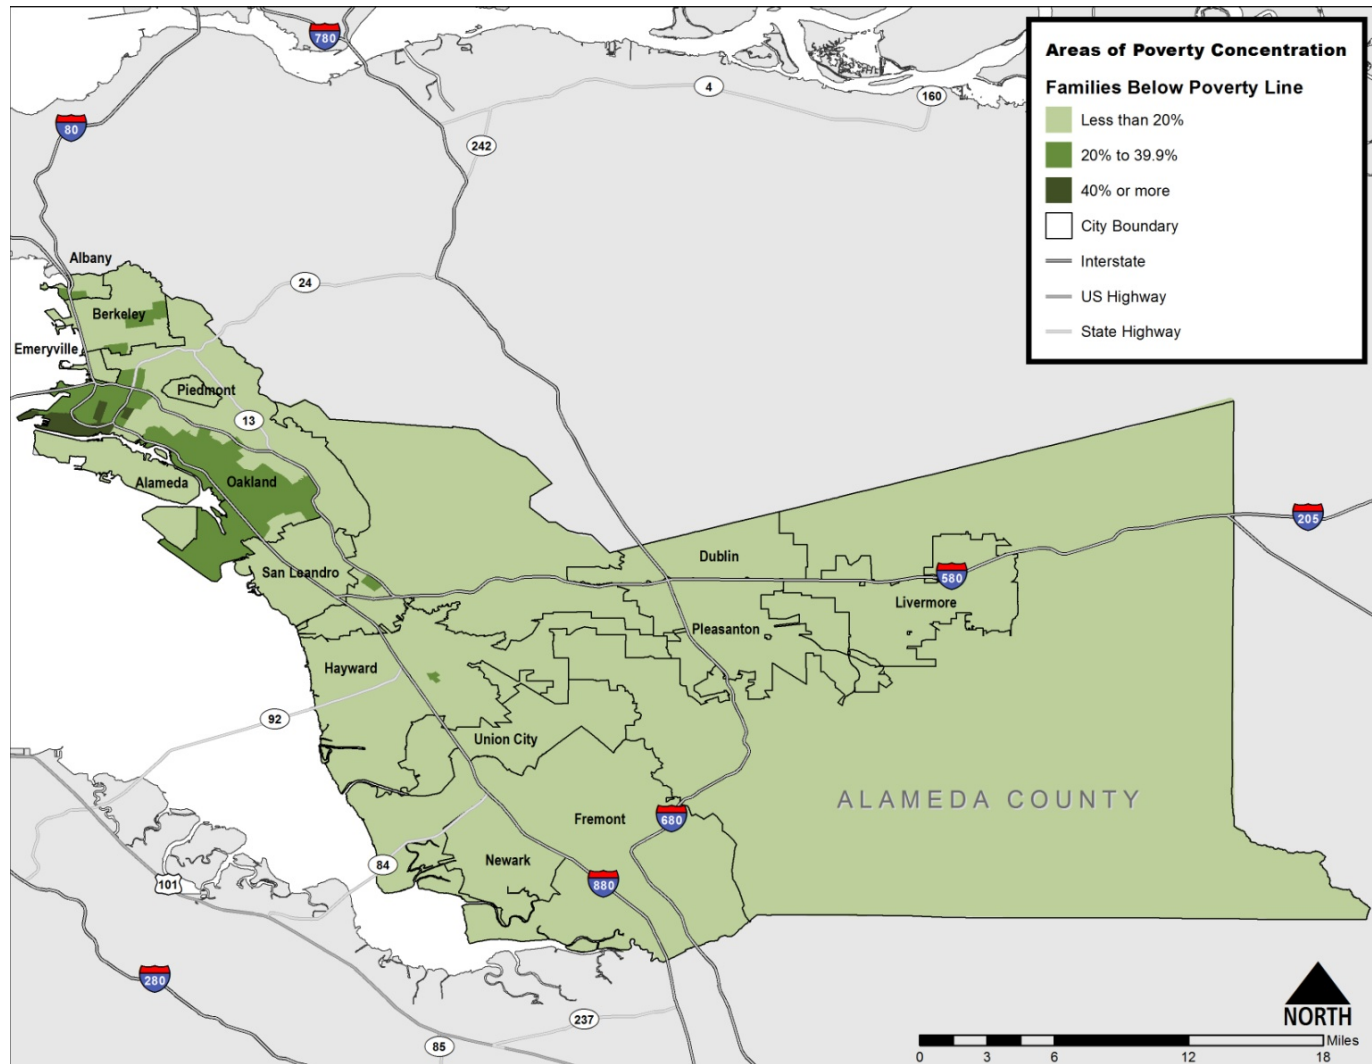 Areas of Poverty Concentration
Families Below Poverty Line
Less than 20%
20% to 39.9%
40% or more
City Boundary
Interstate
US Highway
State Highway
780
80
4
160
242
24
Albany
Berkeley
Emeryville
Piedmont
13
Alameda
Oakland
San Leandro
Dublin
205
580
Livermore
Pleasanton
Hayward
92
Union City
ALAMEDA COUNTY
Fremont
680
Newark
84
101
880
280
237
85
NORTH
Miles
0 3 6 12 18